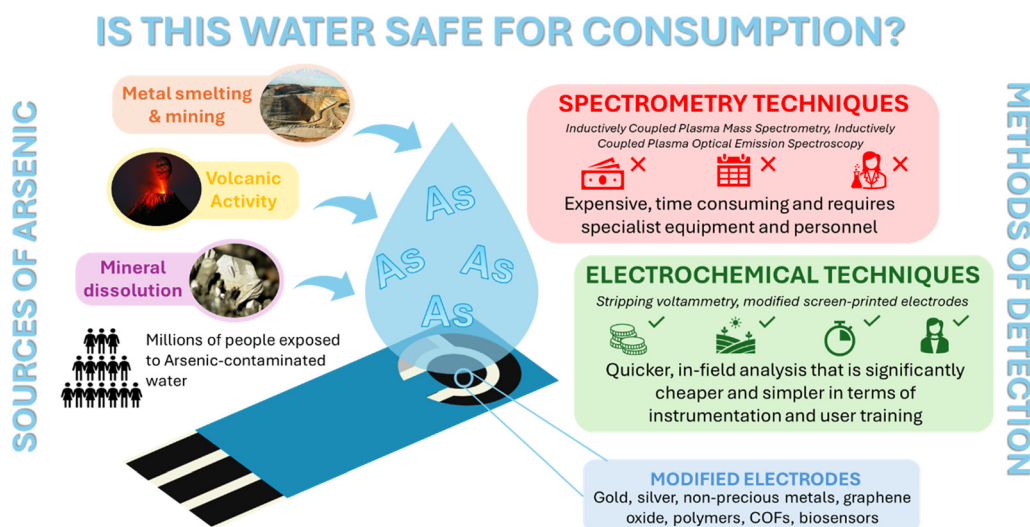 IS THIS WATER SAFE FOR CONSUMPTION?
SOURCES OF ARSENIC
Metal smelting
& mining
Volcanic
Activity
Mineral
dissolution
Millions of people exposed
to Arsenic-contaminated
water
As
As
As
As
METHODS OF DETECTION
SPECTROMETRY TECHNIQUES
Inductively Coupled Plasma Mass Spectrometry, Inductively
Coupled Plasma Optical Emission Spectroscopy
Expensive, time consuming and requires
specialist equipment and personnel
ELECTROCHEMICAL TECHNIQUES
Stripping voltammetry, modified screen-printed electrodes
Quicker, in-field analysis that is significantly
cheaper and simpler in terms of
instrumentation and user training
MODIFIED ELECTRODES
Gold, silver, non-precious metals, graphene
oxide, polymers, COFs, biosensors